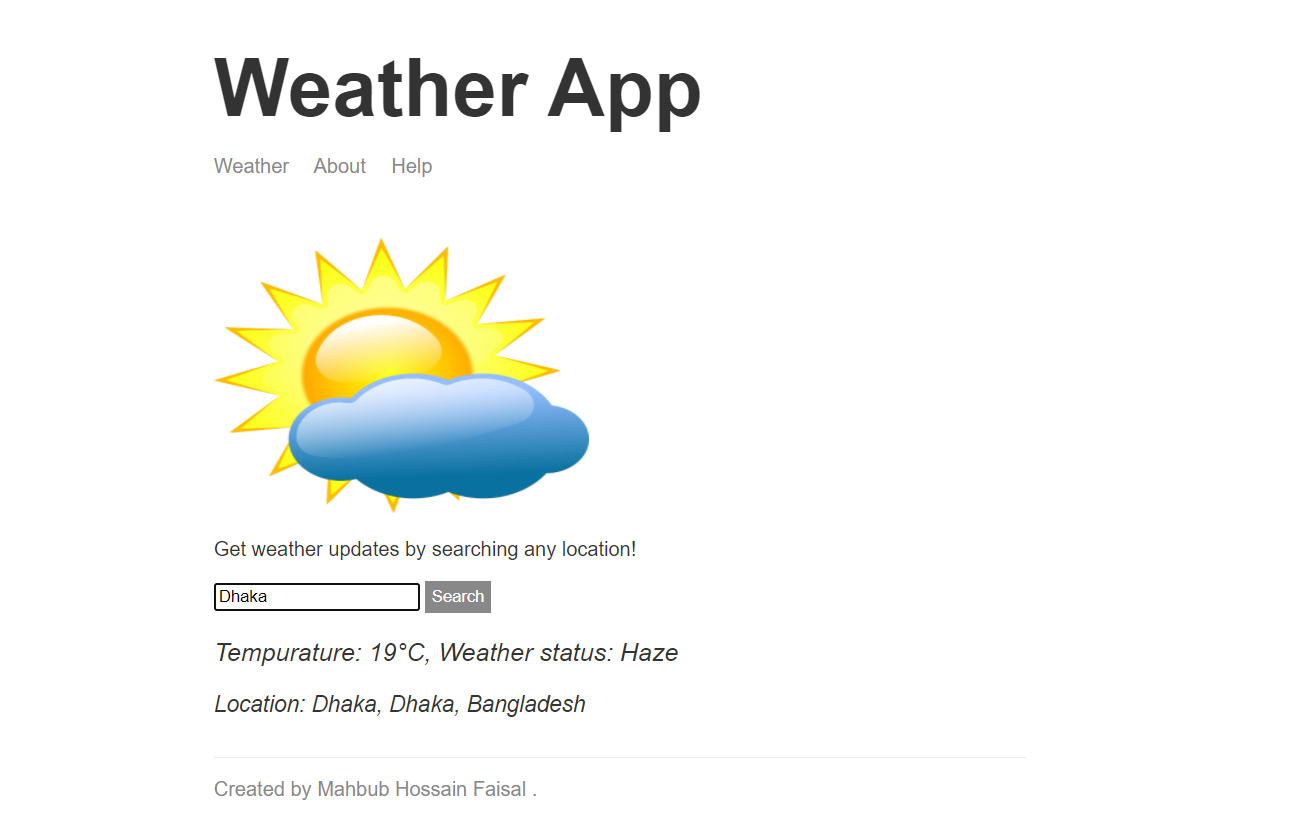 Weather App
Weather About Help
Get weather updates by searching any location!
Dhaka Search
Tempurature: 19°C, Weather status: Haze
Location: Dhaka, Dhaka, Bangladesh
Created by Mahbub Hossain Faisal .